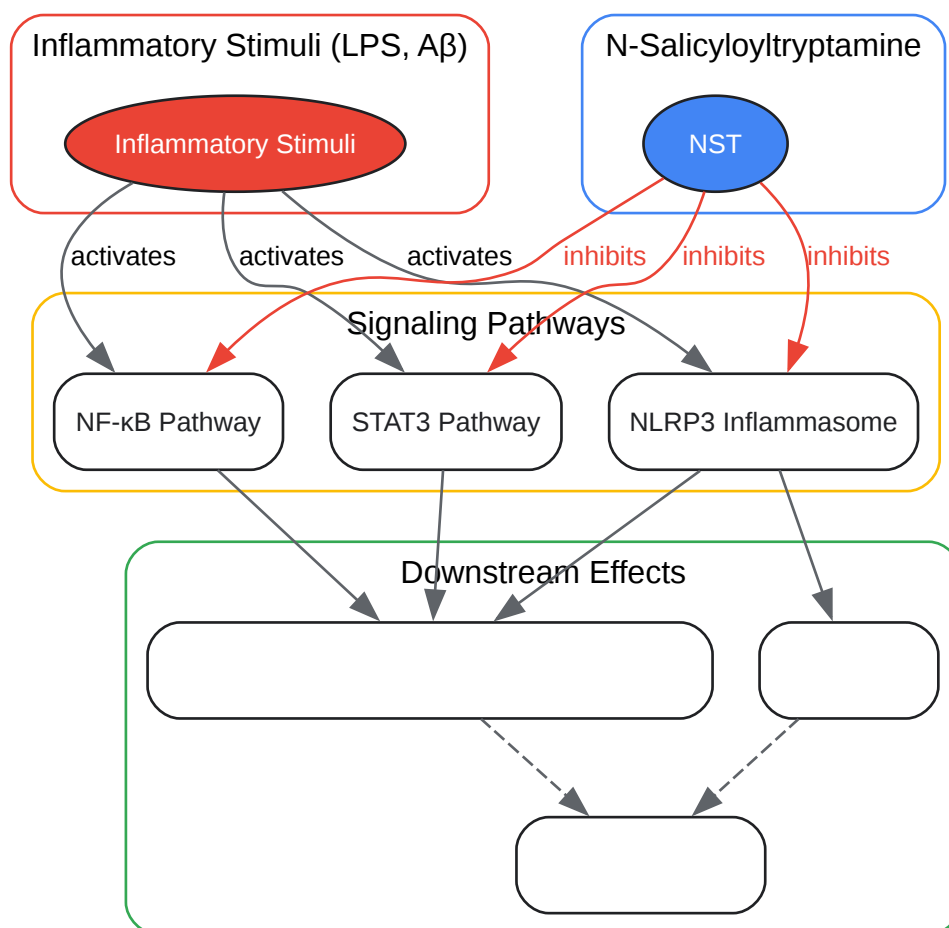 Inflammatory Stimuli (LPS, Aβ)
N-Salicyloyltryptamine
Inflammatory Stimuli
NST
activates
activates
activates
inhibits
inhibits
inhibits
Signaling Pathways
NF-κB Pathway
STAT3 Pathway
NLRP3 Inflammasome
Downstream Effects